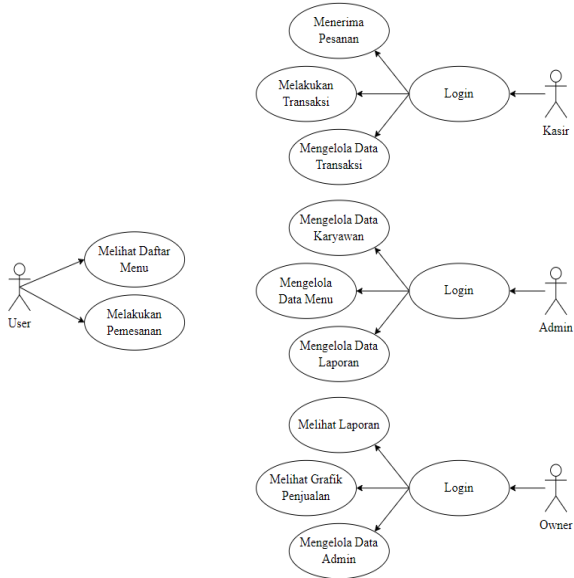 Menerima
Pesanan
Melakukan
Transaksi
Login
Kasir
Mengelola Data
Transaksi
Mengelola Data
Karyawan
Melihat Daftar
Menu
Mengelola
Data Menu
Login
Admin
User
Melakukan
Pemesanan
Mengelola Data
Laporan
Melihat Laporan
Melihat Grafik
Penjualan
Login
Owner
Mengelola Data
Admin